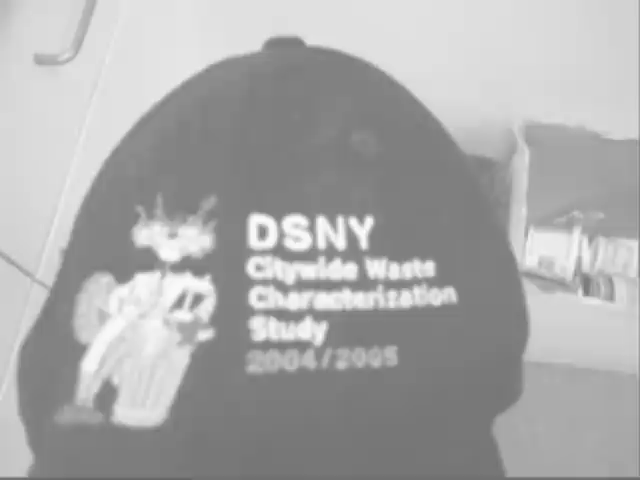 DSNY
Citywide Waste
Characterization
Study
2004/2005